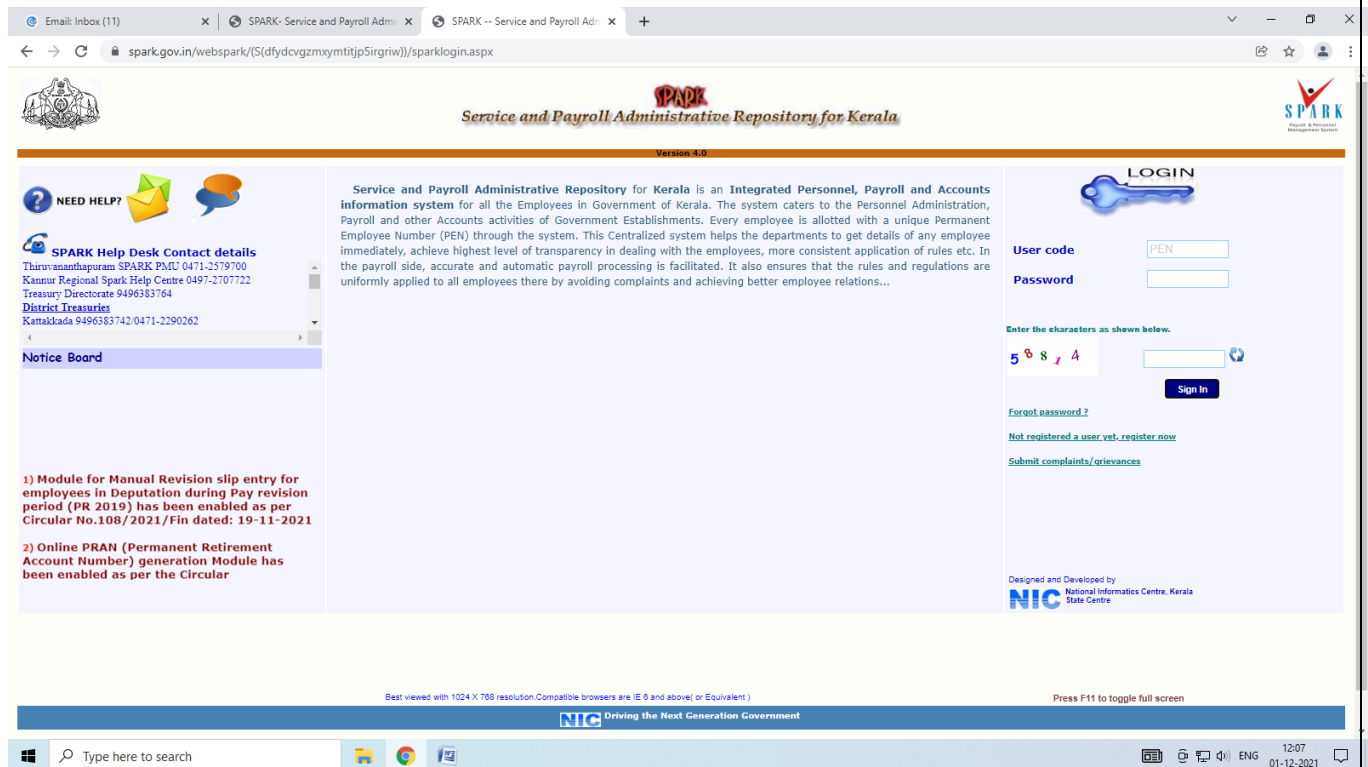 Email: Inbox (11)
SPARK- Service and Payroll Admi
SPARK -- Service and Payroll Adn
spark.gov.in/webspark/(S(dfydcvgzmxymtitjp5irgriw))/sparklogin.aspx
SPARK
Service and Payroll Administrative Repository for Kerala
SPARK
Payroll & Personnel
Management System
Version 4.0
NEED HELP?
SPARK Help Desk Contact details
Thiruvananthapuram SPARK PMU 0471-2579700
Kannur Regional Spark Help Centre 0497-2707722
Treasury Directorate 9496383764
District Treasuries
Kattakkada 9496383742/0471-2290262
Notice Board
1) Module for Manual Revision slip entry for
employees in Deputation during Pay revision
period (PR 2019) has been enabled as per
Circular No.108/2021/Fin dated: 19-11-2021
2) Online PRAN (Permanent Retirement
Account Number) generation Module has
been enabled as per the Circular
Service and Payroll Administrative Repository for Kerala is an Integrated Personnel, Payroll and Accounts
information system for all the Employees in Government of Kerala. The system caters to the Personnel Administration,
Payroll and other Accounts activities of Government Establishments. Every employee is allotted with a unique Permanent
Employee Number (PEN) through the system. This Centralized system helps the departments to get details of any employee
immediately, achieve highest level of transparency in dealing with the employees, more consistent application of rules etc. In
the payroll side, accurate and automatic payroll processing is facilitated. It also ensures that the rules and regulations are
uniformly applied to all employees there by avoiding complaints and achieving better employee relations...
LOGIN
User code PEN
Password
Enter the characters as shown below.
5 8 8 1 4
Sign In
Forgot password ?
Not registered a user yet, register now
Submit complaints/grievances
Designed and Developed by
NIC National Informatics Centre, Kerala
State Centre
Best viewed with 1024 X 768 resolution.Compatible browsers are IE 6 and above( or Equivalent )
Press F11 to toggle full screen
NIC Driving the Next Generation Government
Type here to search
ENG
12:07
01-12-2021